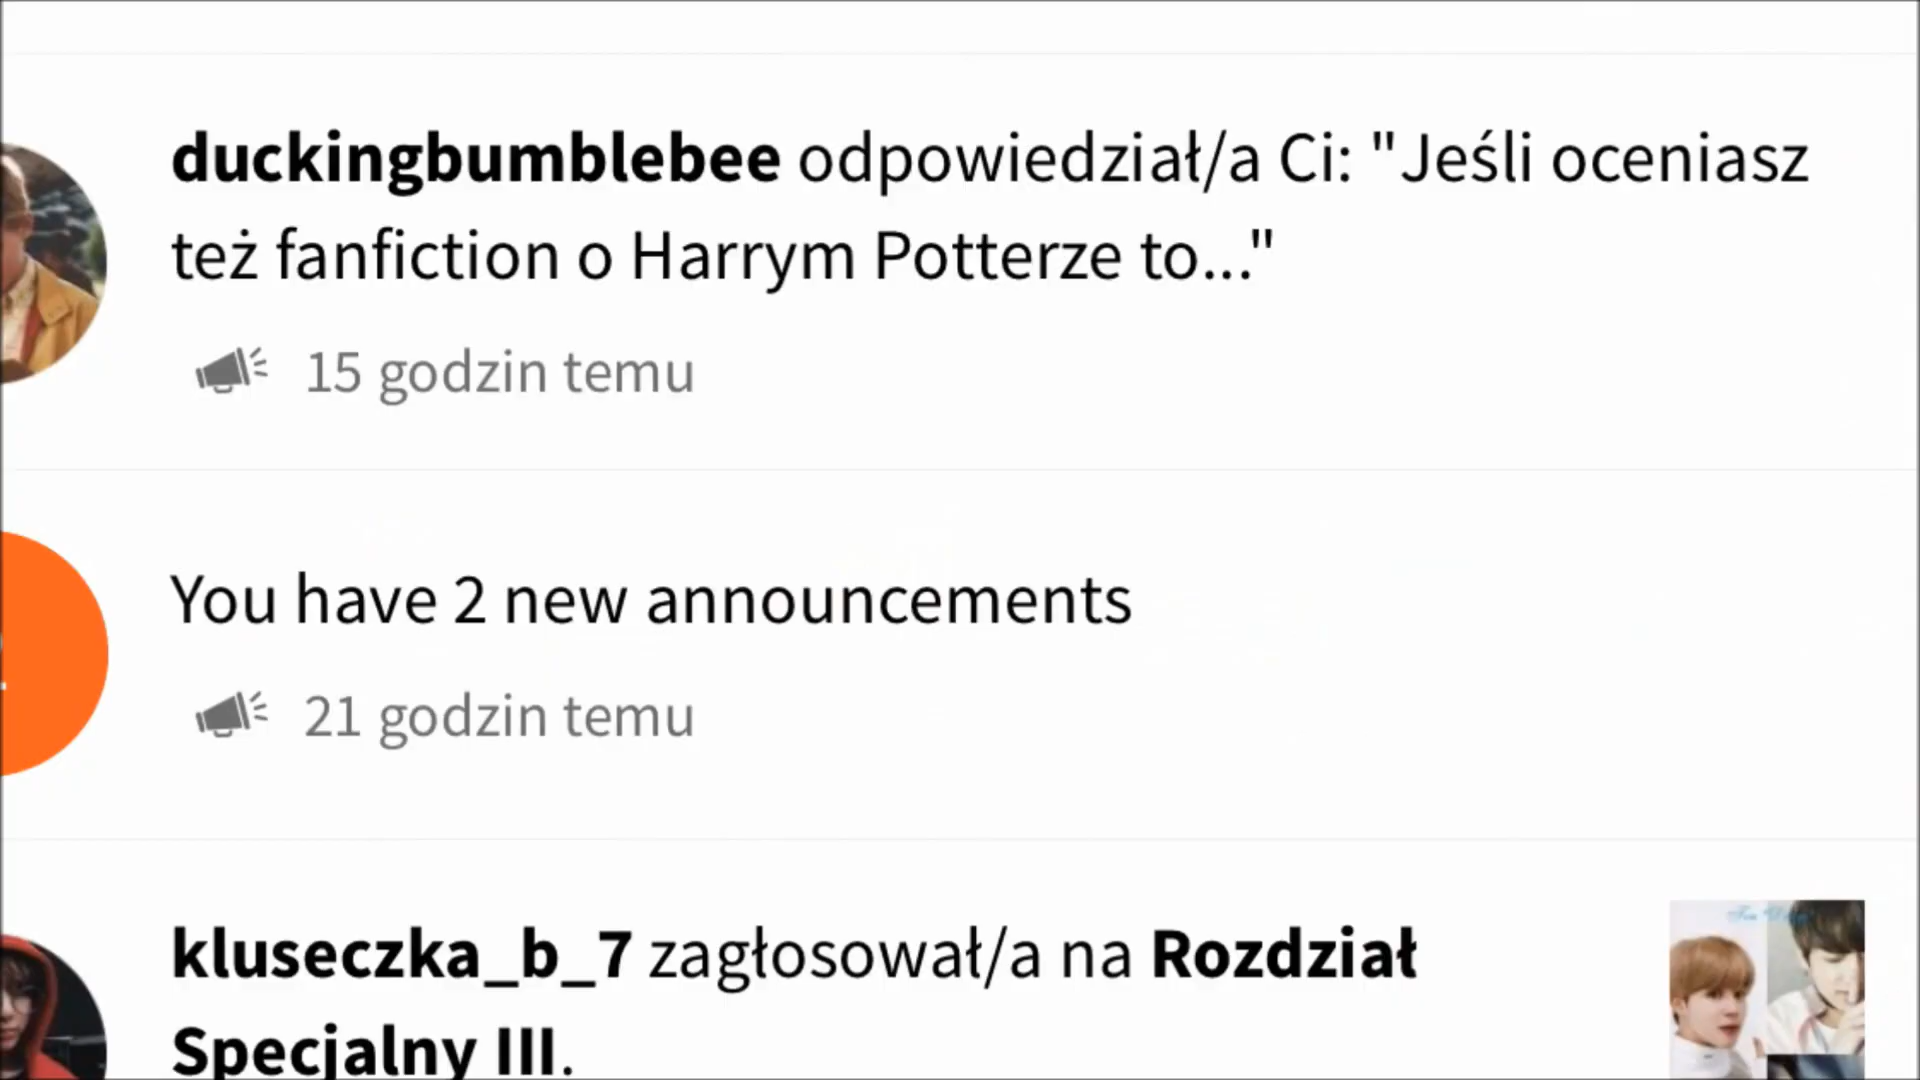 duckingbumblebee odpowiedział/a Ci: "Jeśli oceniasz
też fanfiction o Harrym Potterze to..."
15 godzin temu
You have 2 new announcements
21 godzin temu
kluseczka_b_7 zagłosował/a na Rozdział
Specjalny III.